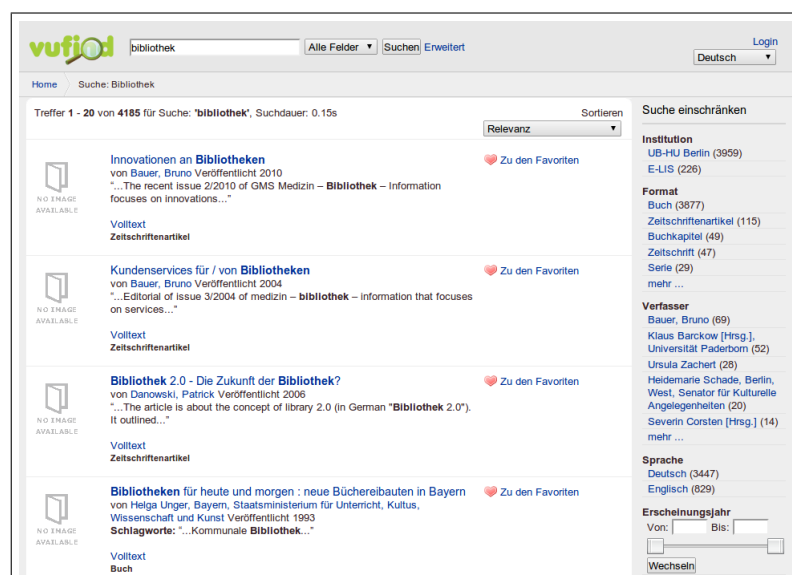 vufind
bibliothek
Alle Felder
Suchen
Erweitert
Login
Deutsch
Home
Suche: Bibliothek
Treffer 1 - 20 von 4185 für Suche: 'bibliothek', Suchdauer: 0.15s
Sortieren
Relevanz
NO IMAGE
AVAILABLE
Innovationen an Bibliotheken
von Bauer, Bruno Veröffentlicht 2010
"...The recent issue 2/2010 of GMS Medizin – Bibliothek – Information
focuses on innovations..."
Volltext
Zeitschriftenartikel
Zu den Favoriten
NO IMAGE
AVAILABLE
Kundenservices für / von Bibliotheken
von Bauer, Bruno Veröffentlicht 2004
"...Editorial of issue 3/2004 of medizin – bibliothek – information that focuses
on services..."
Volltext
Zeitschriftenartikel
Zu den Favoriten
NO IMAGE
AVAILABLE
Bibliothek 2.0 - Die Zukunft der Bibliothek?
von Danowski, Patrick Veröffentlicht 2006
"...The article is about the concept of library 2.0 (in German "Bibliothek 2.0").
It outlined..."
Volltext
Zeitschriftenartikel
Zu den Favoriten
NO IMAGE
AVAILABLE
Bibliotheken für heute und morgen : neue Büchereibauten in Bayern
von Helga Unger, Bayern, Staatsministerium für Unterricht, Kultus,
Wissenschaft und Kunst Veröffentlicht 1993
Schlagworte: "...Kommunale Bibliothek..."
Volltext
Buch
Zu den Favoriten
Suche einschränken
Institution
UB-HU Berlin (3959)
E-LIS (226)
Format
Buch (3877)
Zeitschriftenartikel (115)
Buchkapitel (49)
Zeitschrift (47)
Serie (29)
mehr ...
Verfasser
Bauer, Bruno (69)
Klaus Barckow [Hrsg.],
Universität Paderborn (52)
Ursula Zachert (28)
Heidemarie Schade, Berlin,
West, Senator für Kulturelle
Angelegenheiten (20)
Severin Corsten [Hrsg.] (14)
mehr ...
Sprache
Deutsch (3447)
Englisch (829)
Erscheinungsjahr
Von: Bis:
Wechseln